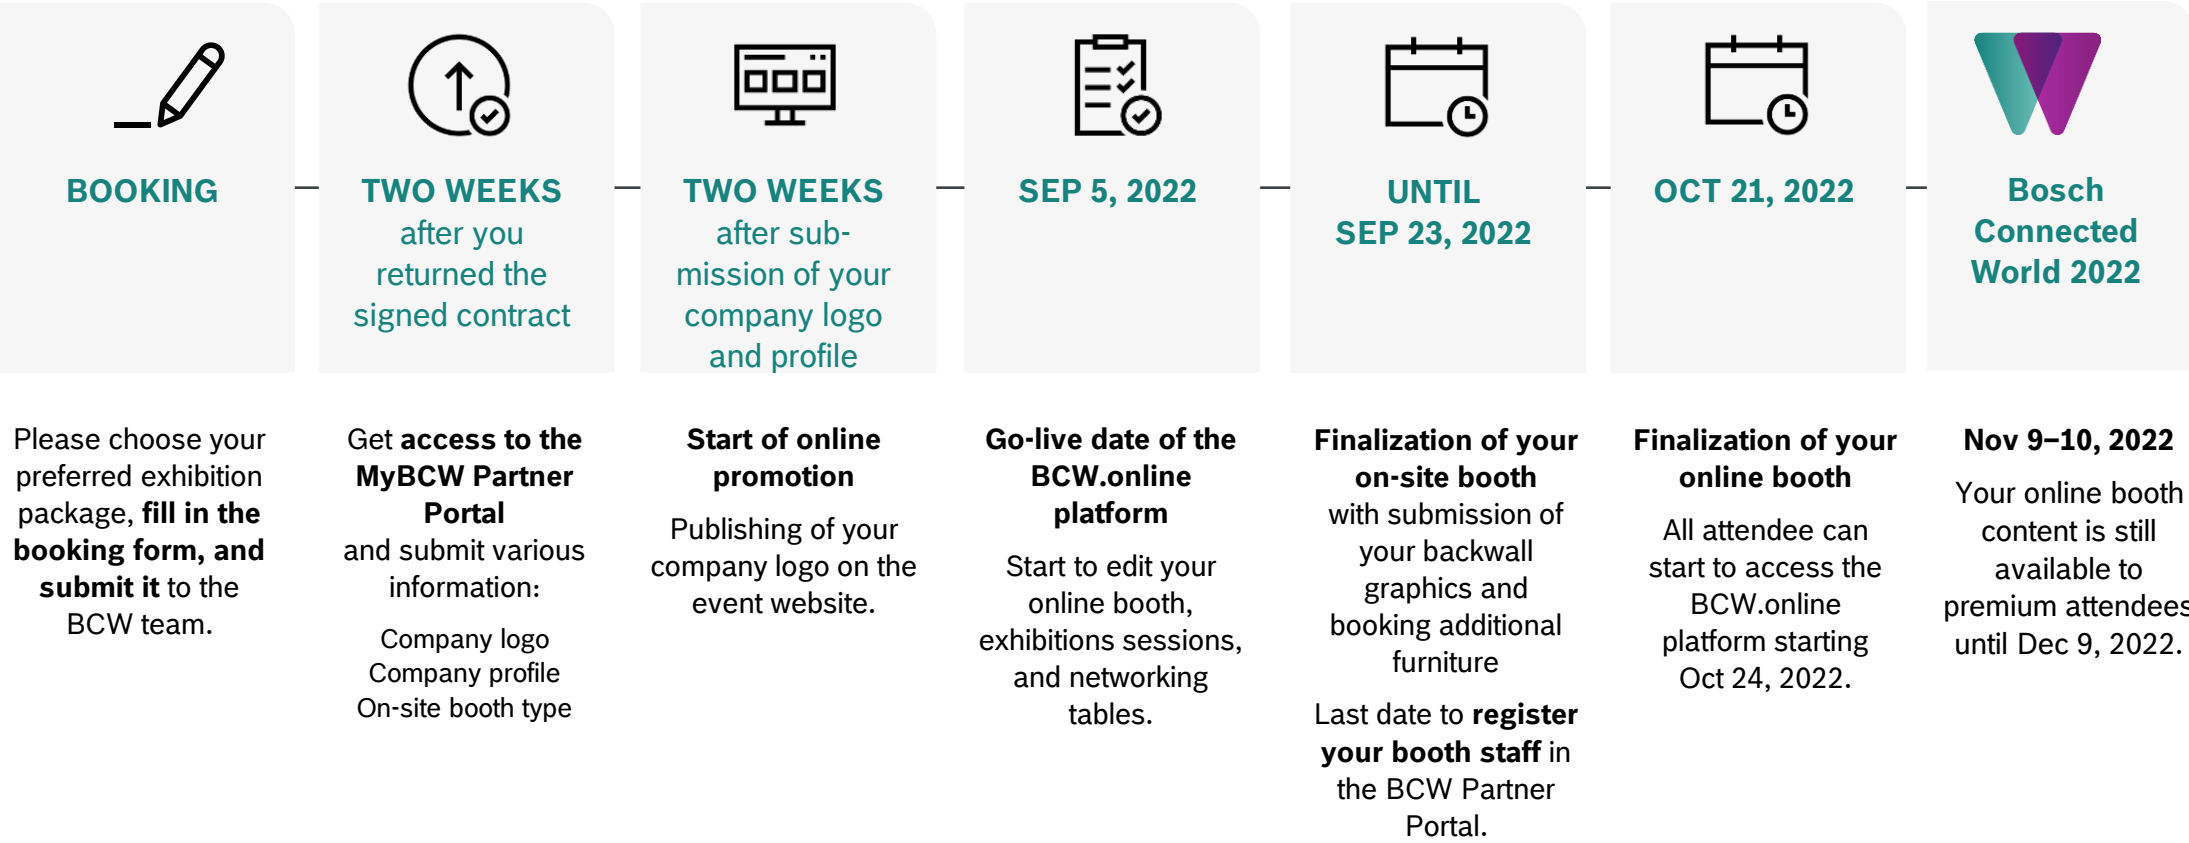 BOOKING
Please choose your
preferred exhibition
package, fill in the
booking form, and
submit it to the
BCW team.
TWO WEEKS
after you
returned the
signed contract
Get access to the
MyBCW Partner
Portal
and submit various
information:
Company logo
Company profile
On-site booth type
TWO WEEKS
after sub-
mission of your
company logo
and profile
Start of online
promotion
Publishing of your
company logo on the
event website.
SEP 5, 2022
Go-live date of the
BCW.online
platform
Start to edit your
online booth,
exhibitions sessions,
and networking
tables.
UNTIL
SEP 23, 2022
Finalization of your
on-site booth
with submission of
your backwall
graphics and
booking additional
furniture
Last date to register
your booth staff in
the BCW Partner
Portal.
OCT 21, 2022
Finalization of your
online booth
All attendee can
start to access the
BCW.online
platform starting
Oct 24, 2022.
Bosch
Connected
World 2022
Nov 9–10, 2022
Your online booth
content is still
available to
premium attendees
until Dec 9, 2022.